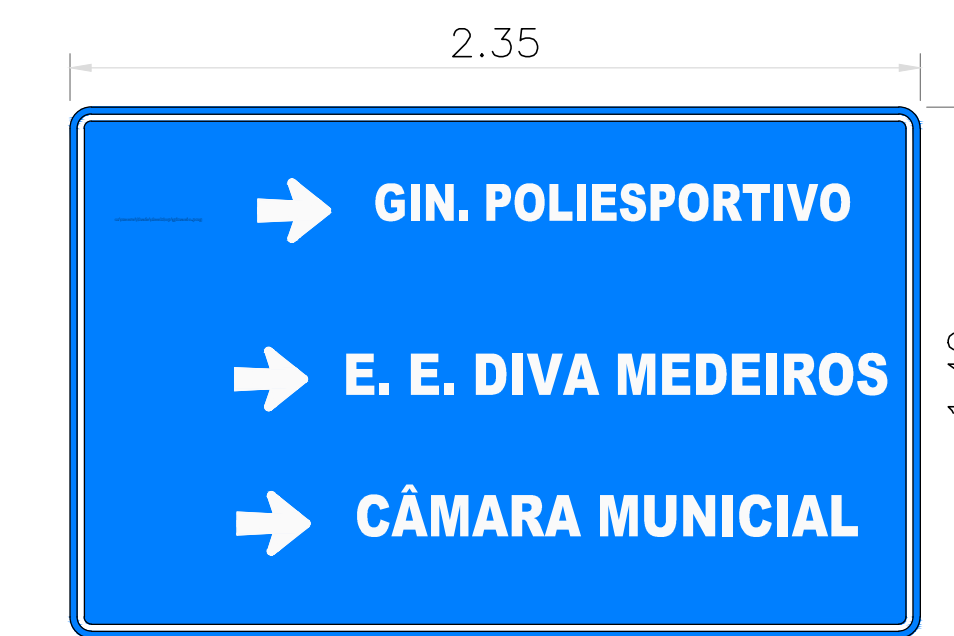 2.35
GIN. POLIESPORTIVO
E. E. DIVA MEDEIROS
CÂMARA MUNICIAL